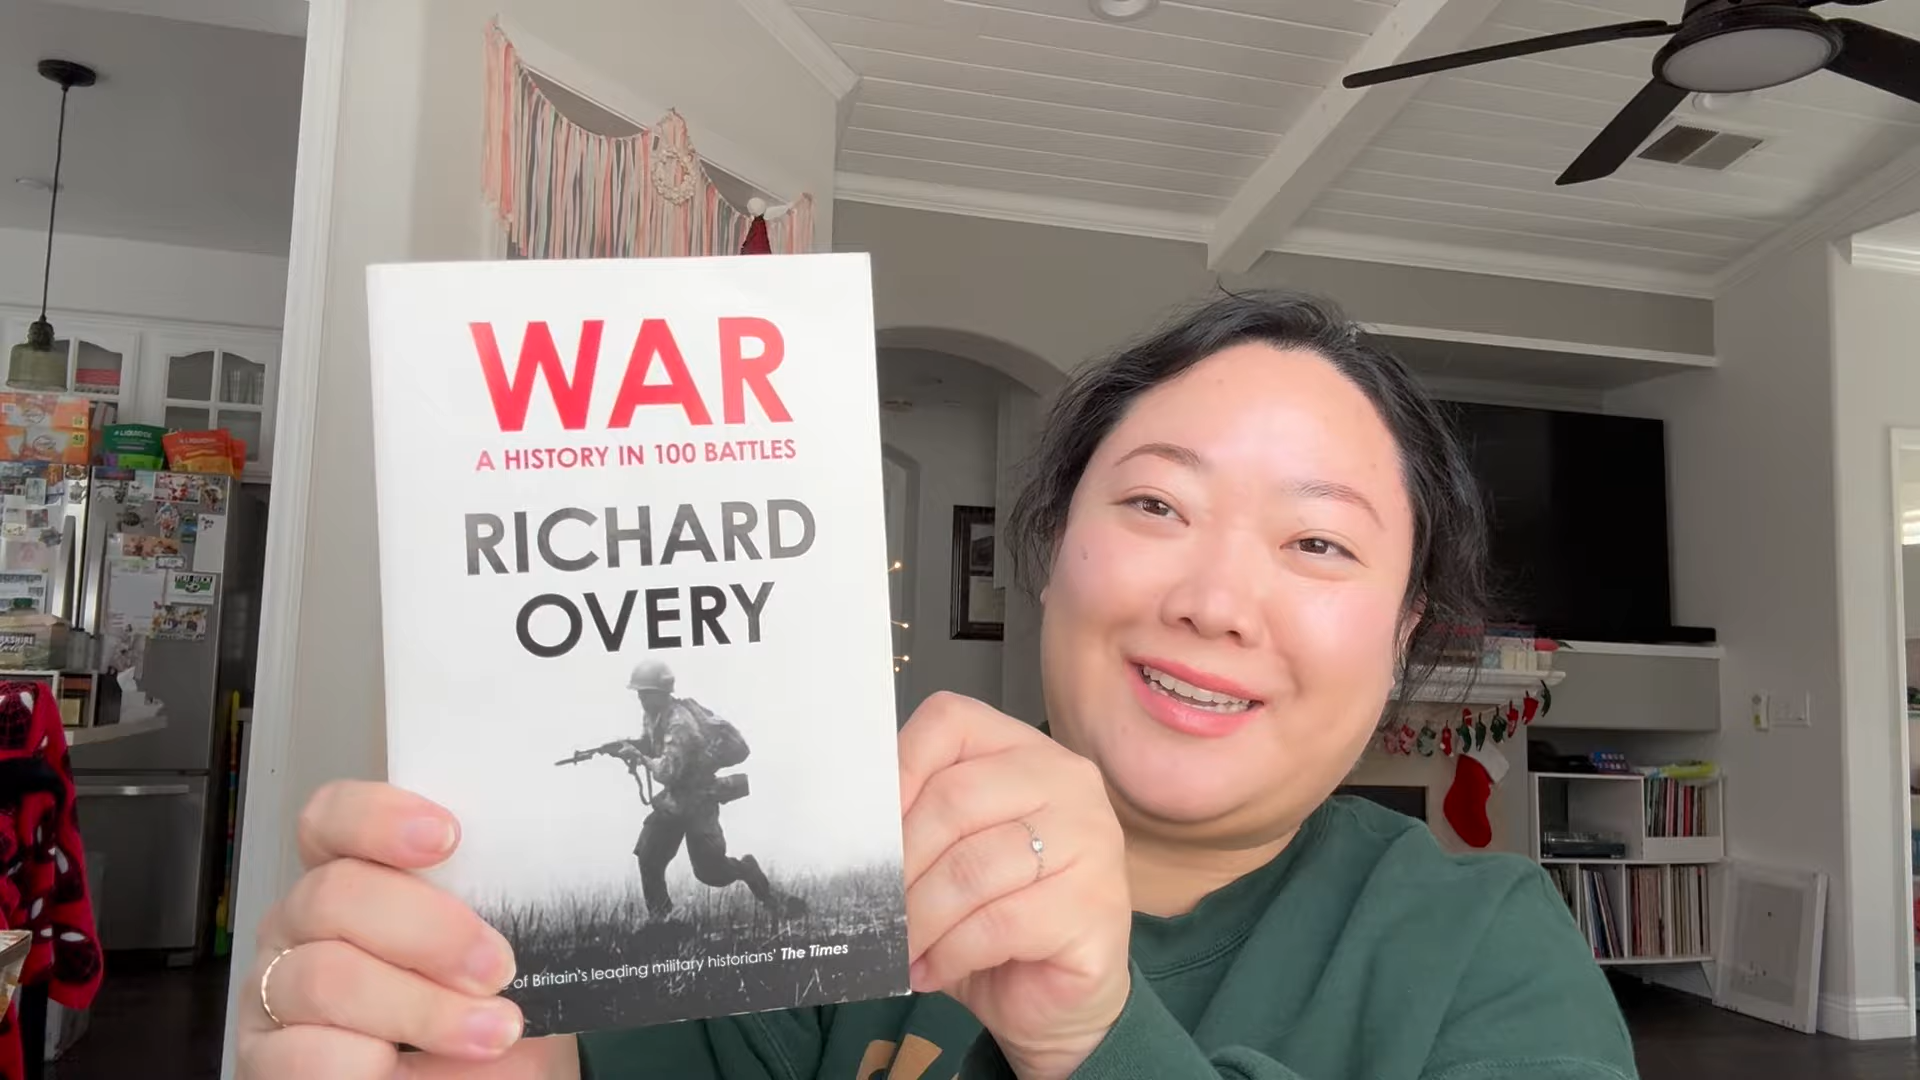 WAR
A HISTORY IN 100 BATTLES
RICHARD
OVERY
of Britain's leading military historians' The Times